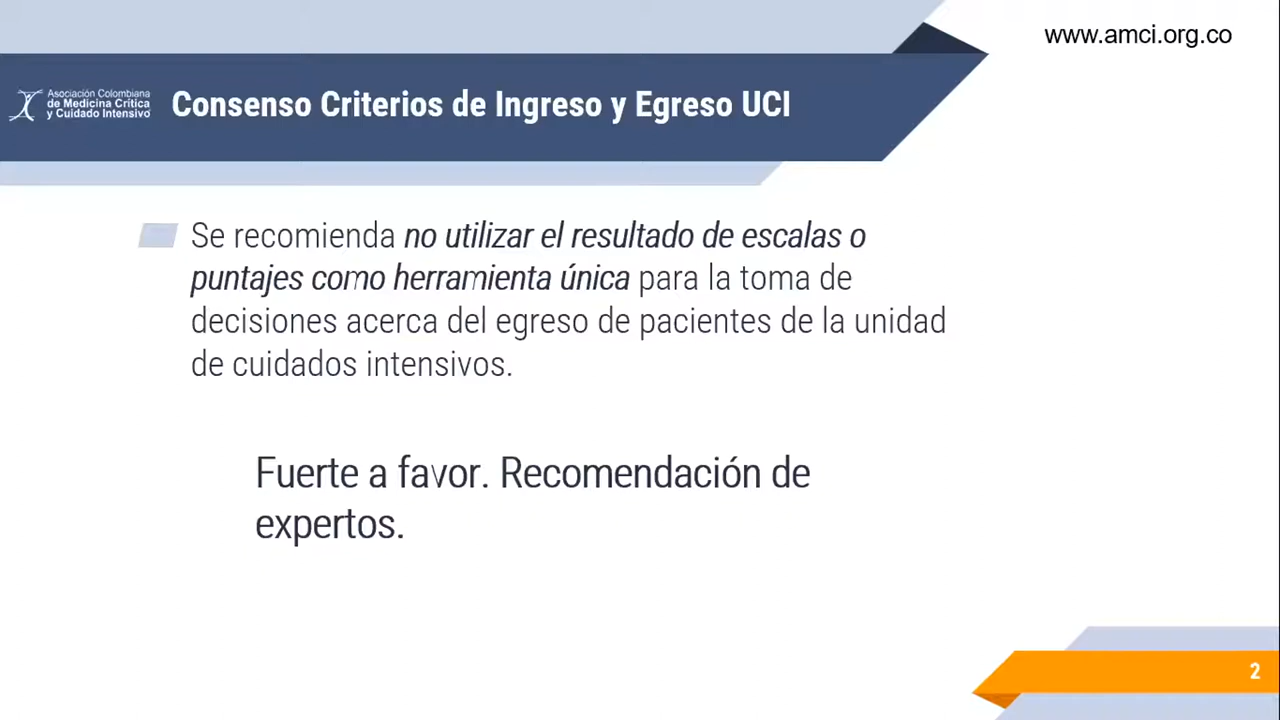 www.amci.org.co
Asociación Colombiana
de Medicina Crítica
y Cuidado Intensivo
Consenso Criterios de Ingreso y Egreso UCI
Se recomienda no utilizar el resultado de escalas o
puntajes como herramienta única para la toma de
decisiones acerca del egreso de pacientes de la unidad
de cuidados intensivos.
Fuerte a favor. Recomendación de
expertos.
2